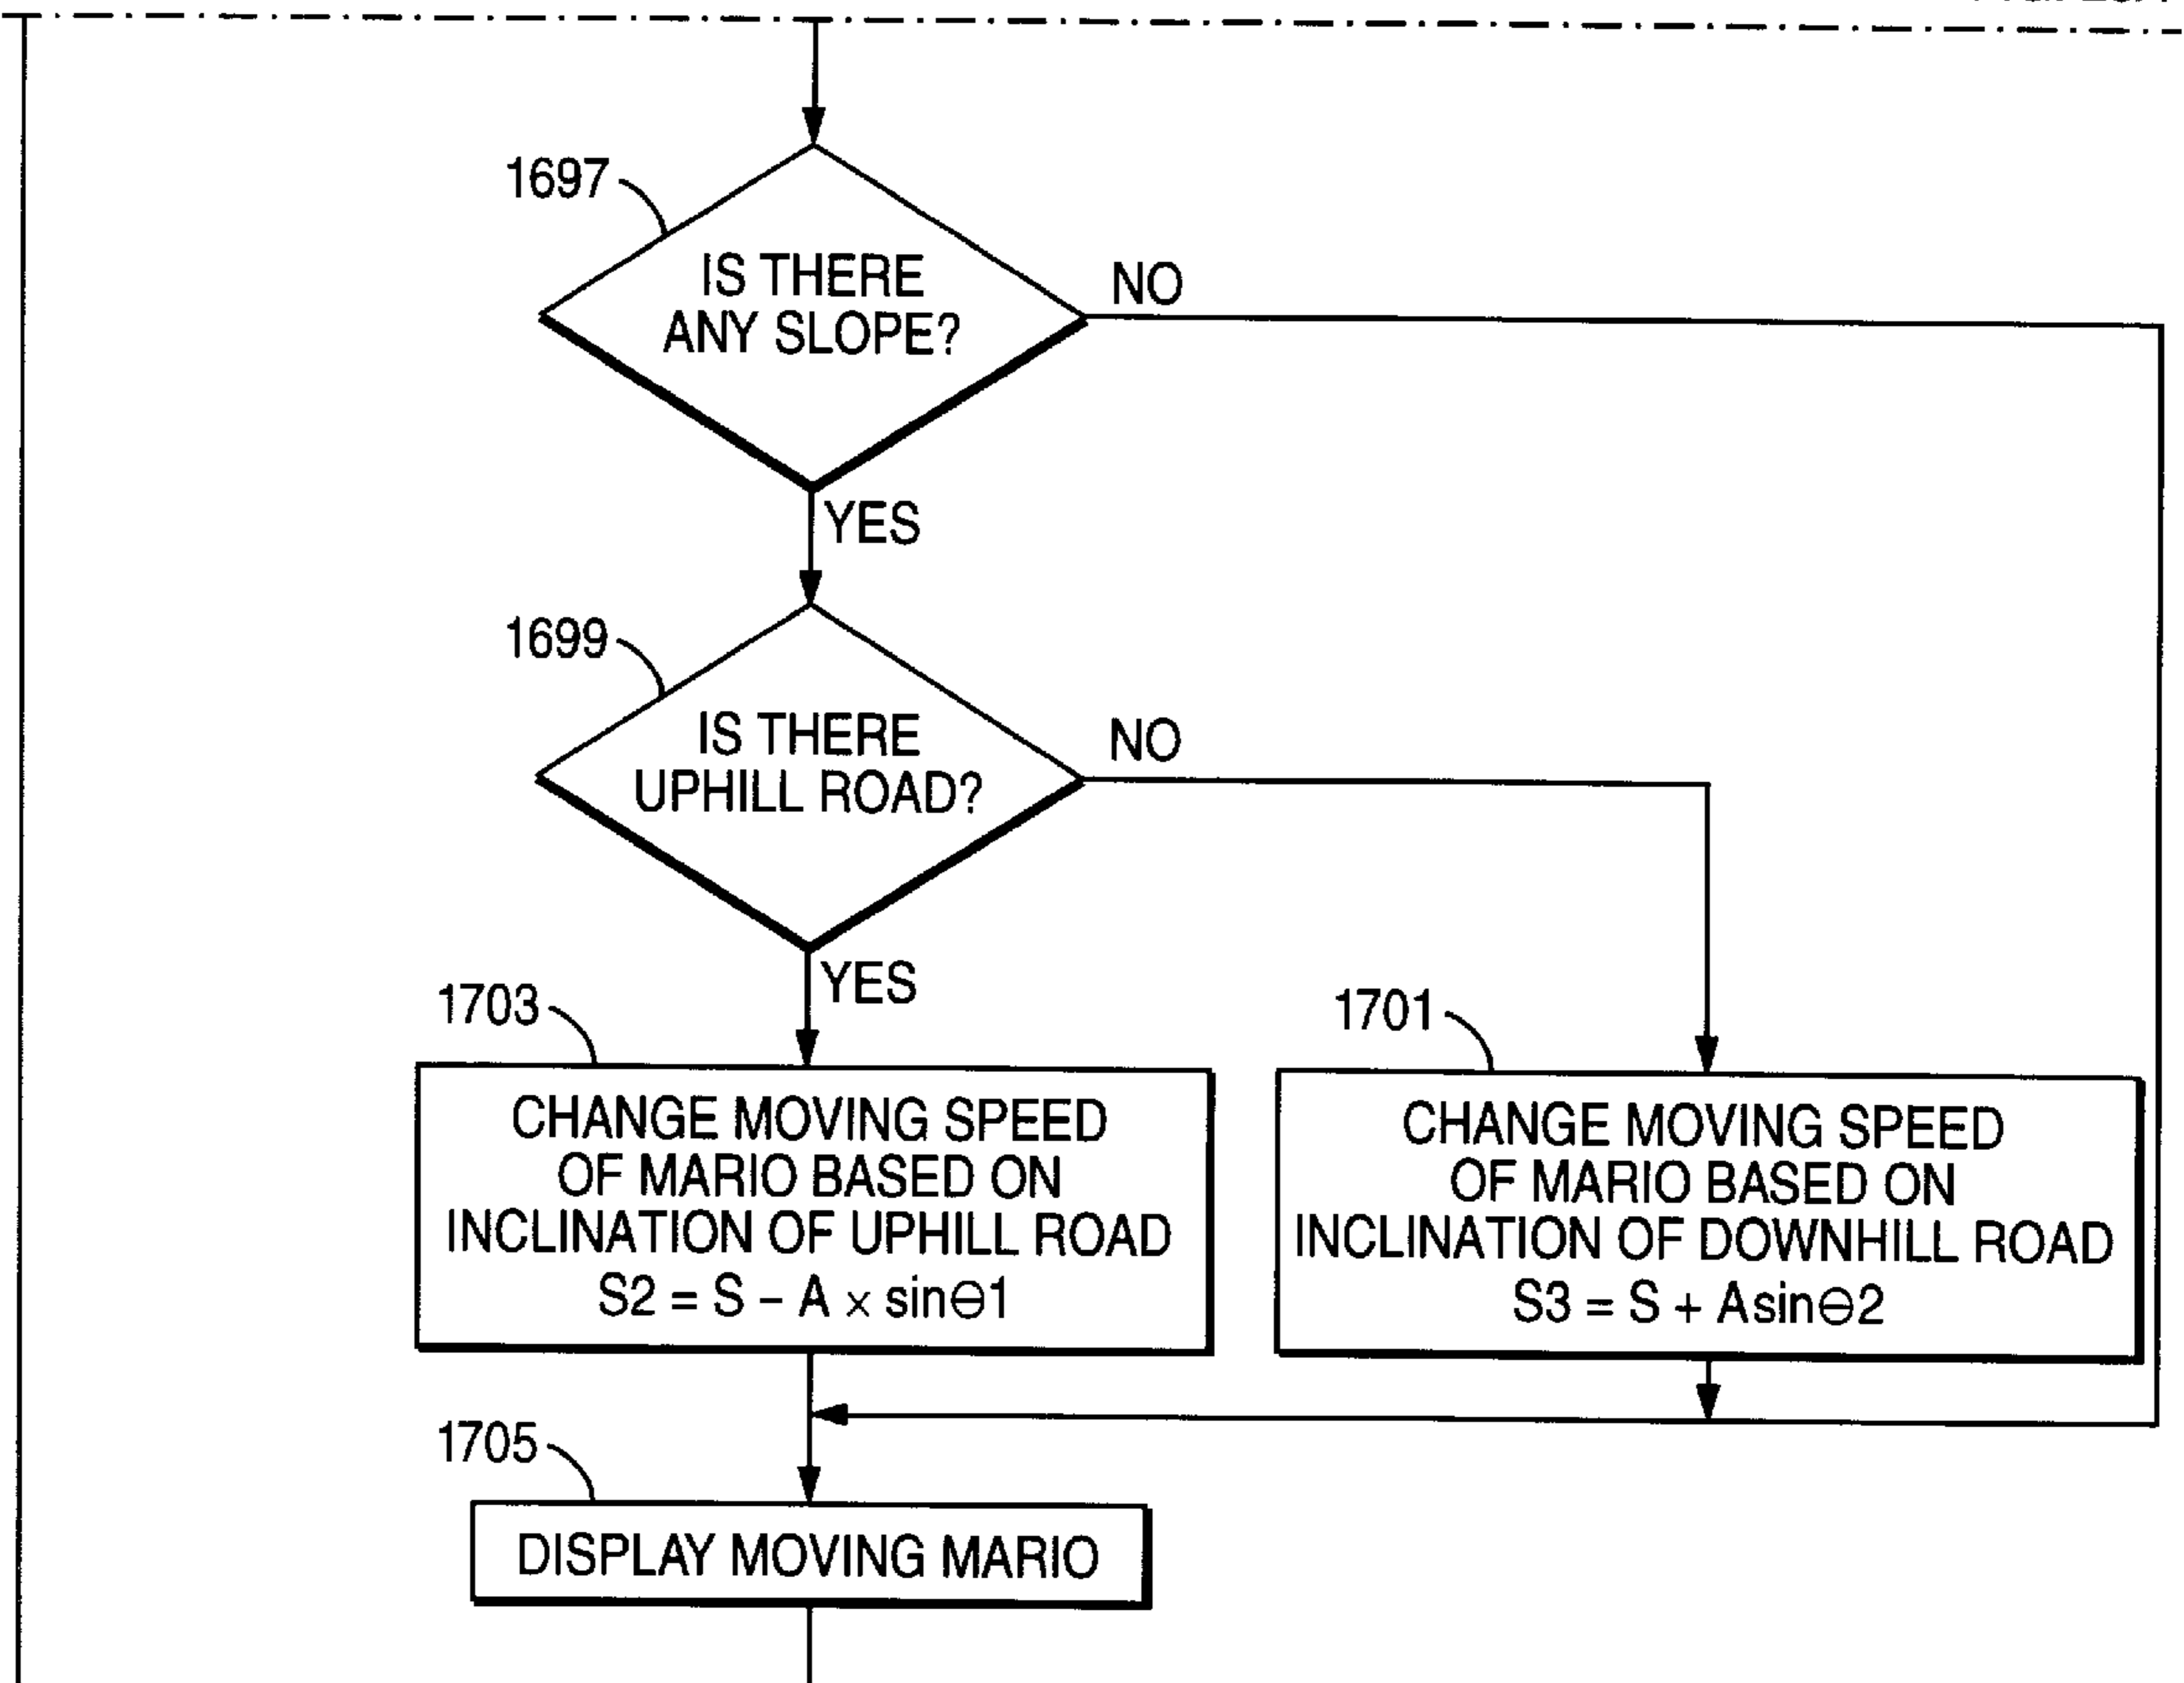 1697
IS THERE
ANY SLOPE?
NO
YES
1699
IS THERE
UPHILL ROAD?
NO
YES
1703
CHANGE MOVING SPEED
OF MARIO BASED ON
INCLINATION OF UPHILL ROAD
S2 = S – A × sinΘ1
1701
CHANGE MOVING SPEED
OF MARIO BASED ON
INCLINATION OF DOWNHILL ROAD
S3 = S + AsinΘ2
1705
DISPLAY MOVING MARIO